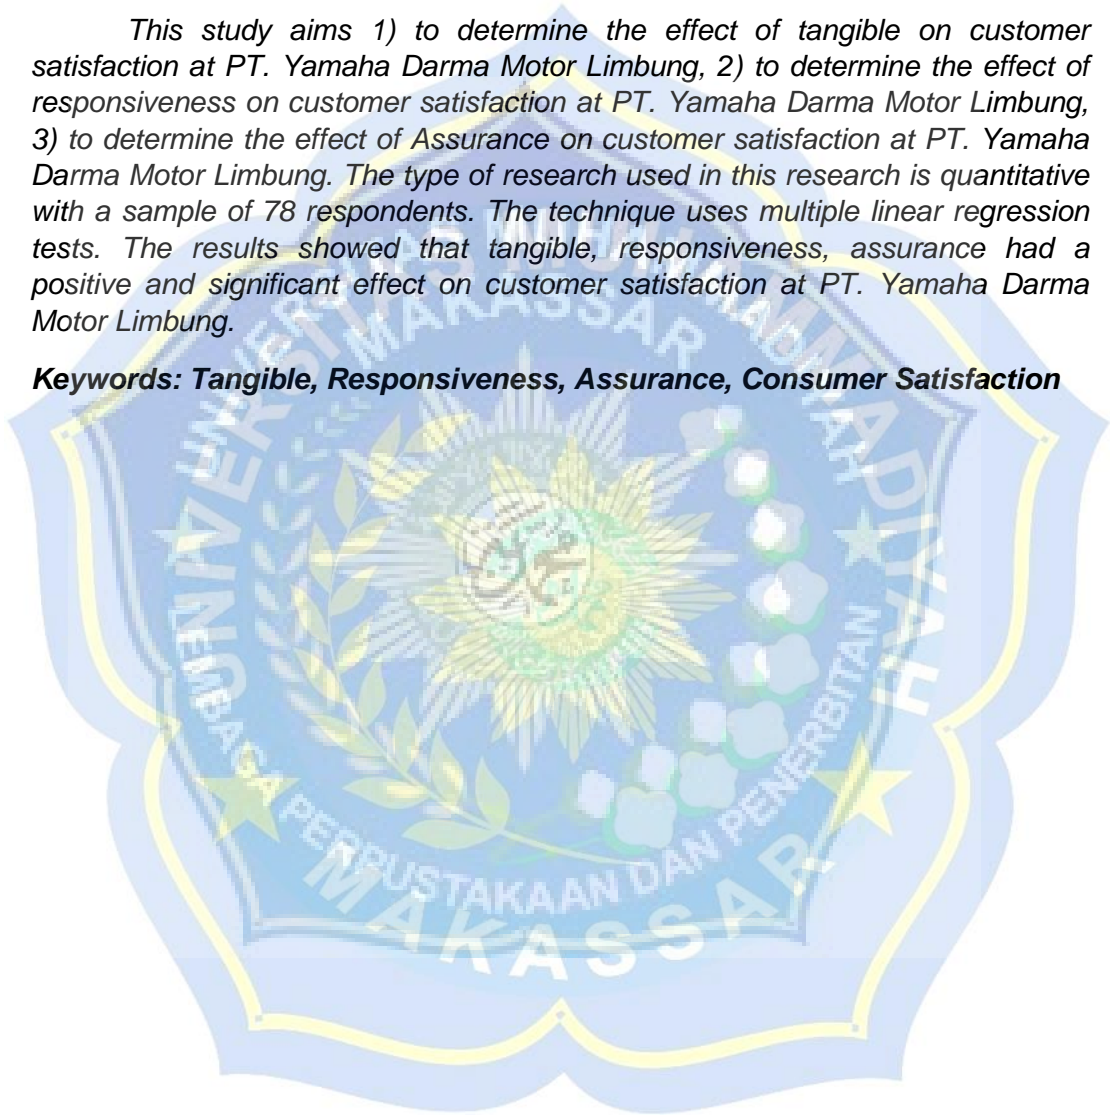 This study aims 1) to determine the effect of tangible on customer
satisfaction at PT. Yamaha Darma Motor Limbung, 2) to determine the effect of
responsiveness on customer satisfaction at PT. Yamaha Darma Motor Limbung,
3) to determine the effect of Assurance on customer satisfaction at PT. Yamaha
Darma Motor Limbung. The type of research used in this research is quantitative
with a sample of 78 respondents. The technique uses multiple linear regression
tests. The results showed that tangible, responsiveness, assurance had a
positive and significant effect on customer satisfaction at PT. Yamaha Darma
Motor Limbung.
Keywords: Tangible, Responsiveness, Assurance, Consumer Satisfaction
UNIVERSITAS MUHAMMADIYAH
MAKASSAR
UNIVERSITAS MUHAMMADIYAH
LEMBAGA PERPUSTAKAAN DAN PENERBITAN
MAKASSAR